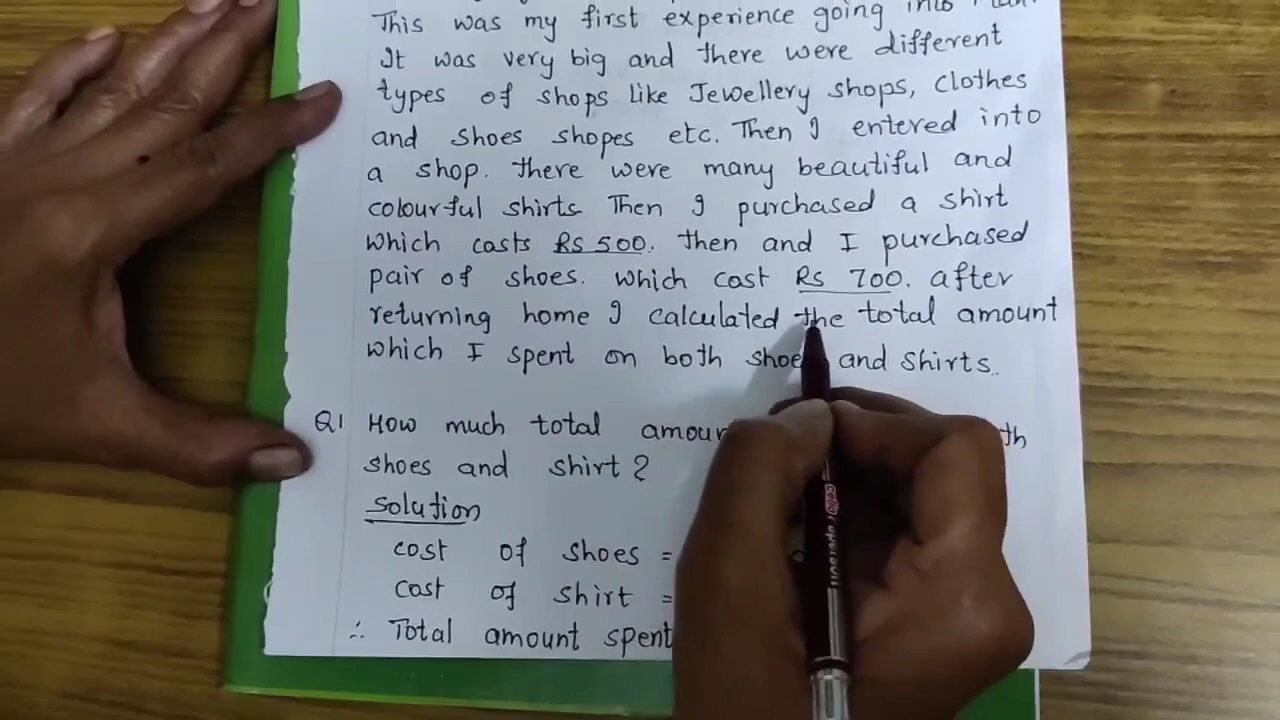 This was my first experience going into
It was very big and there were different
types of shops like Jewellery shops, clothes
and shoes shopes etc. Then I entered into
a shop. there were many beautiful and
colourful shirts Then I purchased a shirt
which costs Rs 500. then and I purchased
pair of shoes. which cost Rs 700. after
returning home I calculated the total amount
which I spent on both shoes and shirts..
Q1 How much total amoun
shoes and shirt?
Solution
cost of shoes =
cost of shirt =
∴ Total amount spent
cello